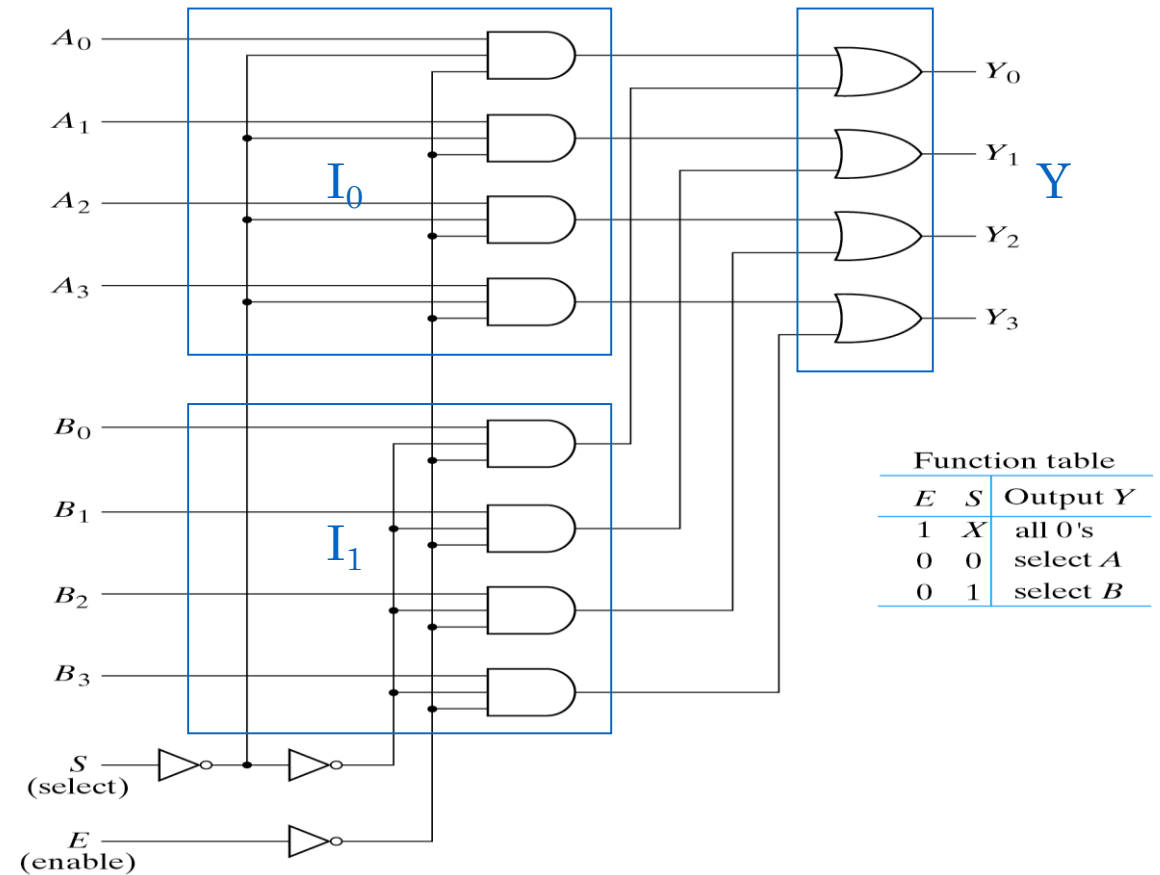 A₀
A₁
A₂
A₃
I₀
B₀
B₁
B₂
B₃
I₁
S
(select)
E
(enable)
Y₀
Y₁
Y₂
Y₃
Y
Function table
E S Output Y
1 X all 0's
0 0 select A
0 1 select B